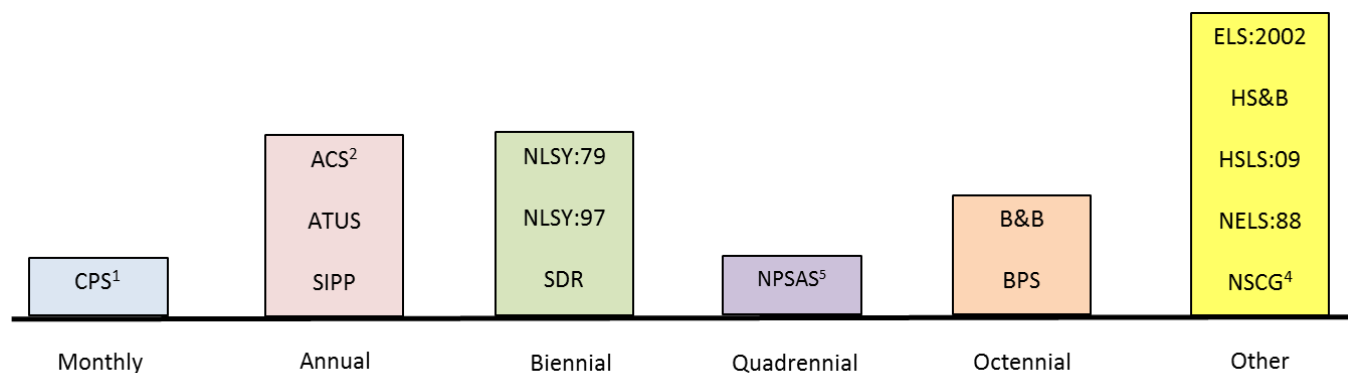 CPS¹
Monthly
ACS²
ATUS
SIPP
Annual
NLSY:79
NLSY:97
SDR
Biennial
NPSAS⁵
Quadrennial
B&B
BPS
Octennial
ELS:2002
HS&B
HSLS:09
NELS:88
NSCG⁴
Other